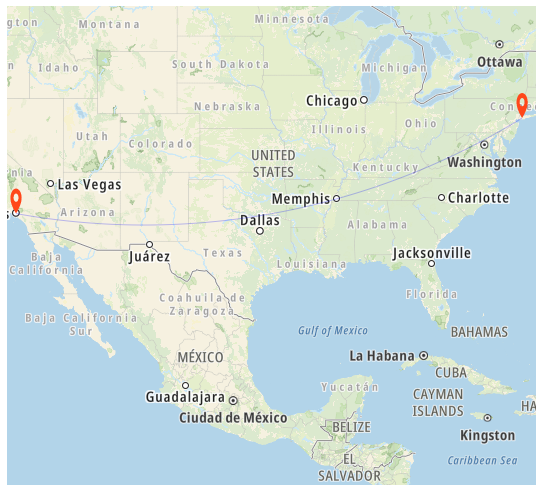 gton
Montana
Minnesota
Ottawa
Idaho
South Dakota
Michigan
Chicago
Connec
Nebraska
Illinois
Ohio
Utah
Colorado
UNITED
STATES
Kentucky
Washington
nia
Las Vegas
Memphis
Charlotte
s
Arizona
Dallas
Alabama
Juárez
Texas
Louisiana
Jacksonville
Baja
California
Florida
Coahuila de
Zaragoza
Baja California
Sur
Gulf of Mexico
BAHAMAS
MÉXICO
La Habana
CUBA
Guadalajara
Yucatán
CAYMAN
ISLANDS
HA
Ciudad de México
BELIZE
Kingston
EL
SALVADOR
Caribbean Sea